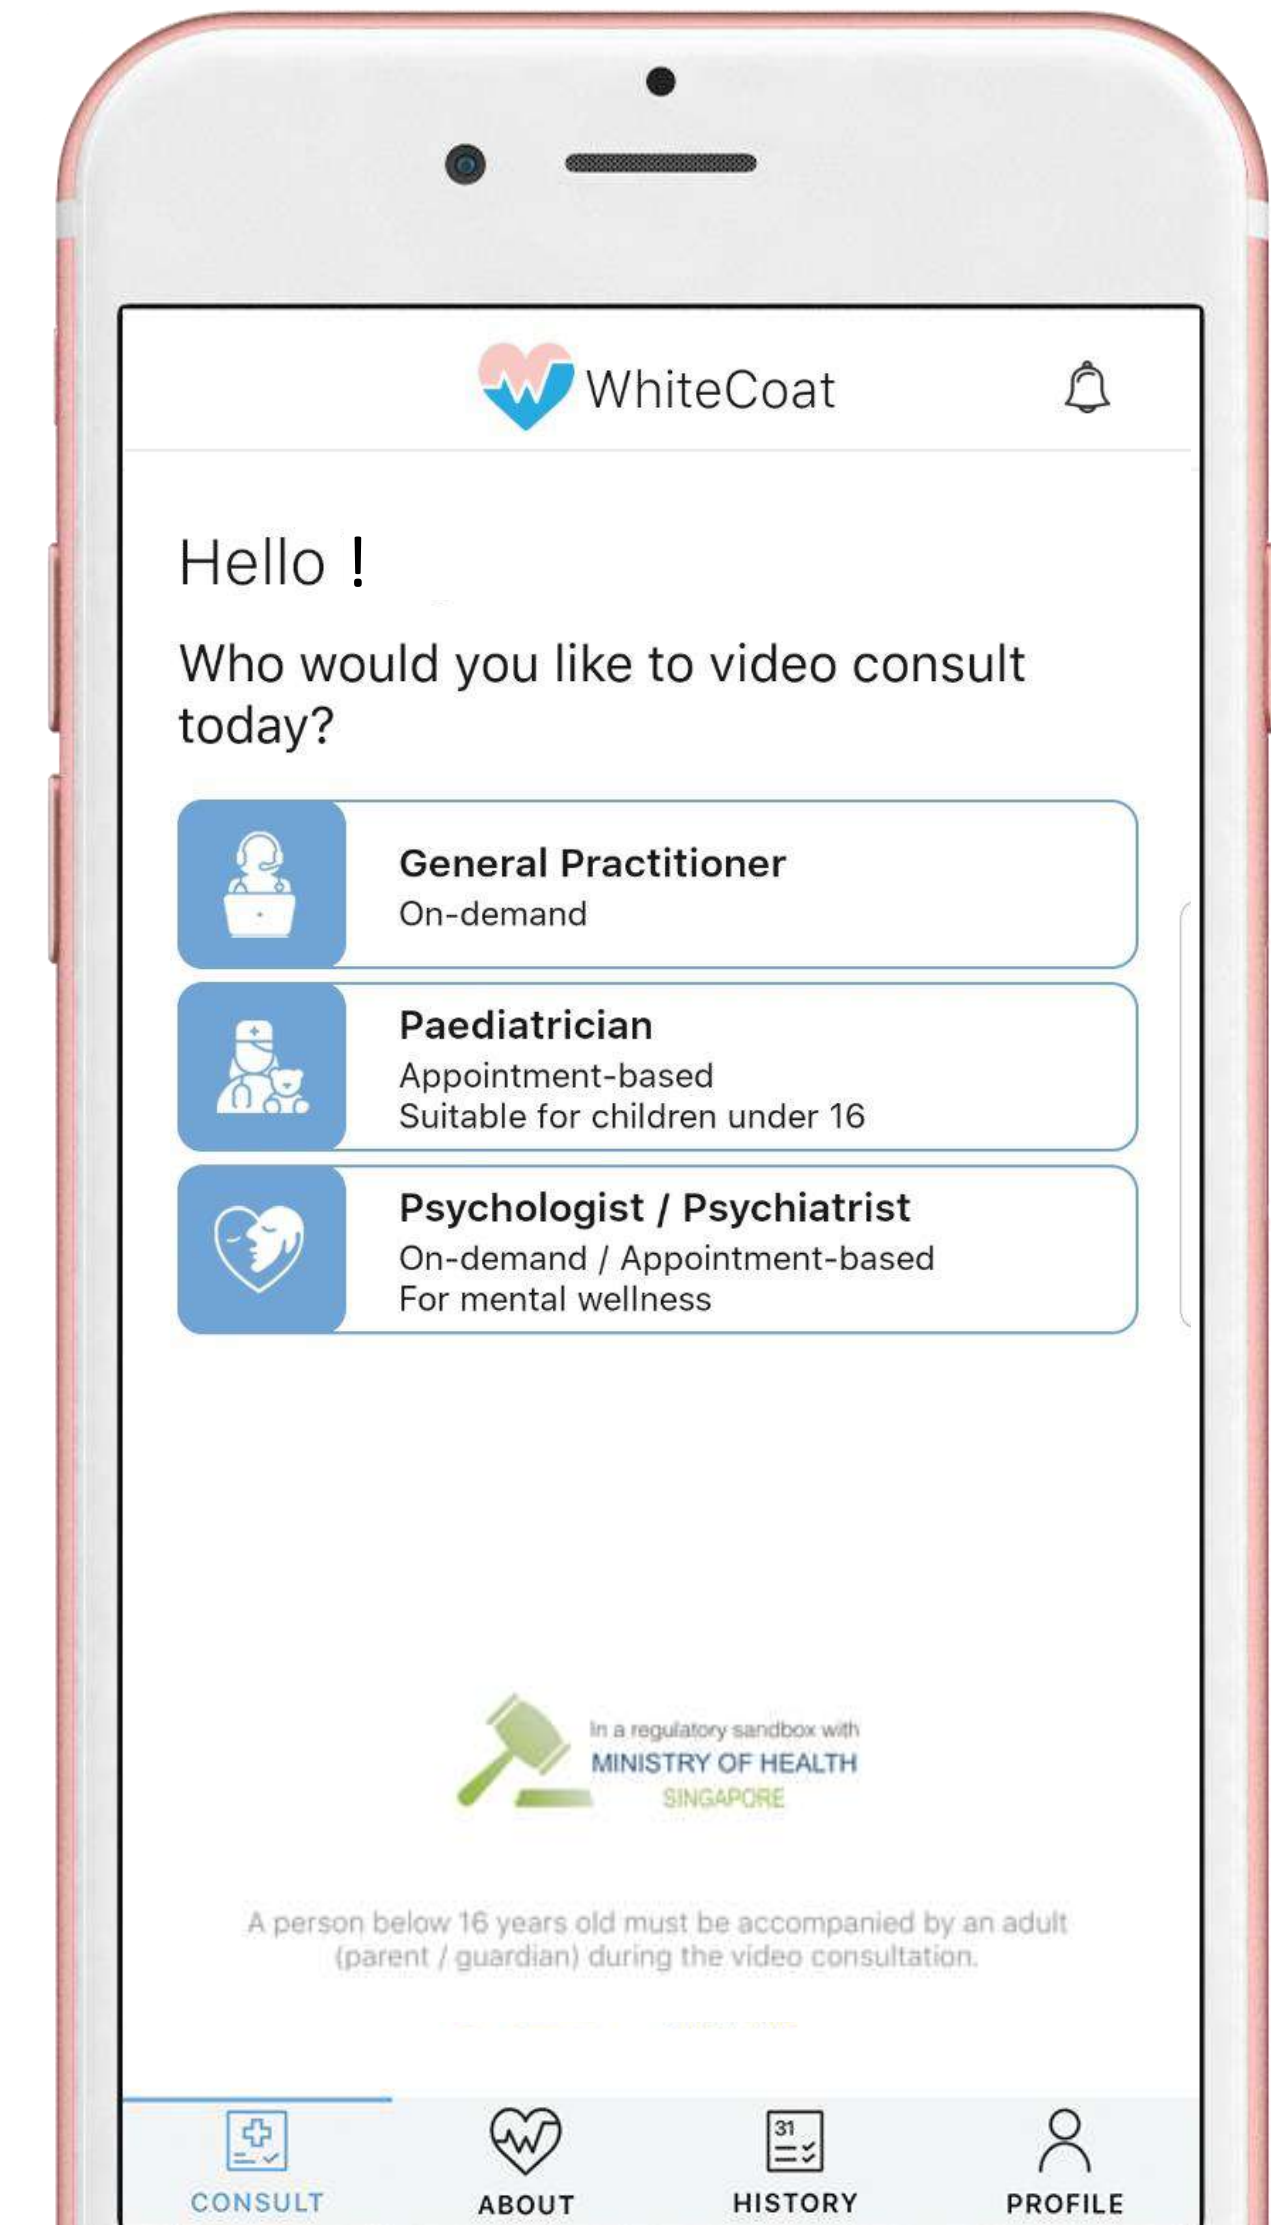 WhiteCoat
Hello !
Who would you like to video consult
today?
General Practitioner
On-demand
Paediatrician
Appointment-based
Suitable for children under 16
Psychologist / Psychiatrist
On-demand / Appointment-based
For mental wellness
In a regulatory sandbox with
MINISTRY OF HEALTH
SINGAPORE
A person below 16 years old must be accompanied by an adult
(parent / guardian) during the video consultation.
31
CONSULT
ABOUT
HISTORY
PROFILE